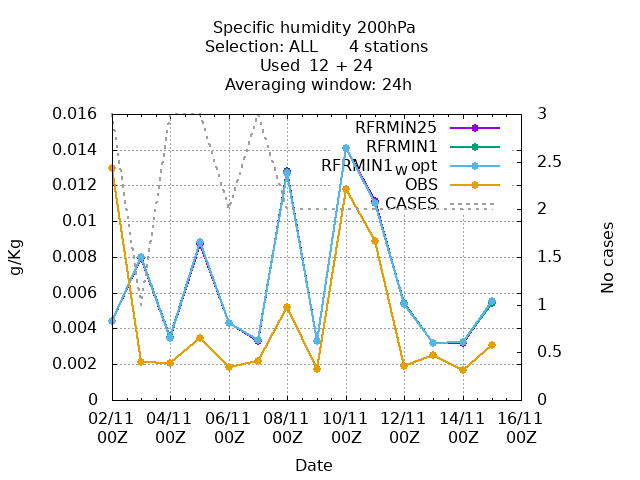 Specific humidity 200hPa
Selection: ALL 4 stations
Used 12 + 24
Averaging window: 24h
0.016
0.014
0.012
0.01
0.008
0.006
0.004
0.002
0
3
2.5
2
1.5
1
0.5
0
RFRMIN25
RFRMIN1
RFRMIN1wopt
OBS
CASES
g/Kg
No cases
02/11 04/11 06/11 08/11 10/11 12/11 14/11 16/11
00Z 00Z 00Z 00Z 00Z 00Z 00Z 00Z
Date